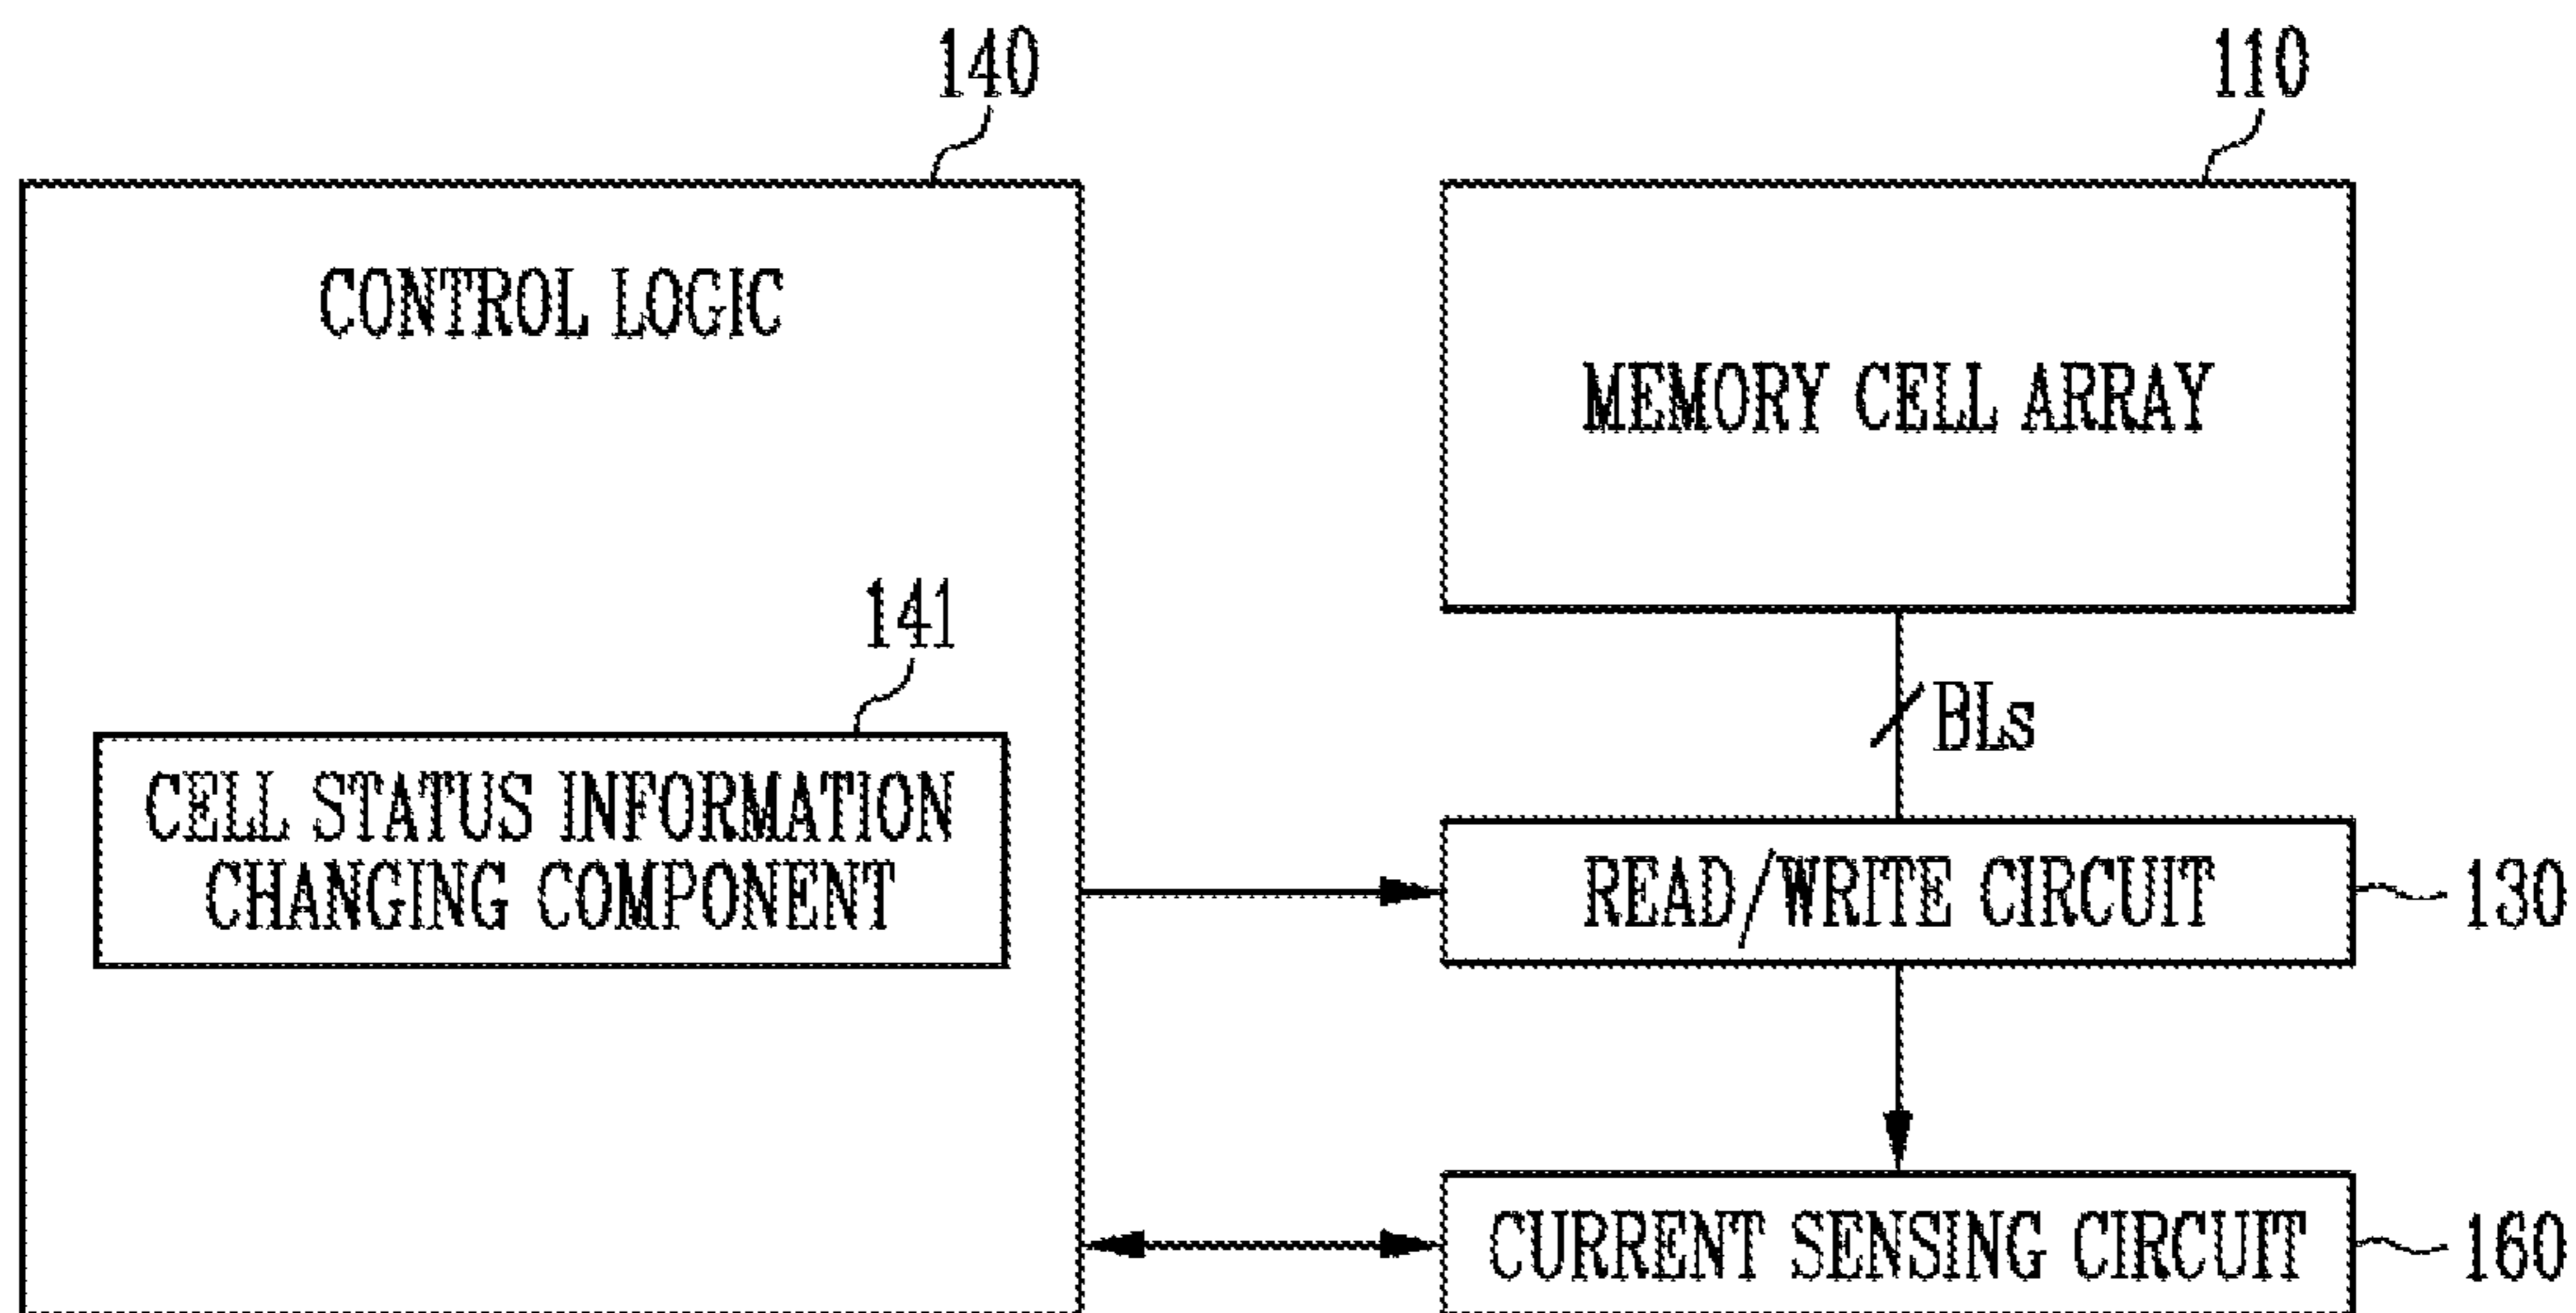 140
110
CONTROL LOGIC
MEMORY CELL ARRAY
141
BLs
CELL STATUS INFORMATION
CHANGING COMPONENT
READ/WRITE CIRCUIT
130
CURRENT SENSING CIRCUIT
160